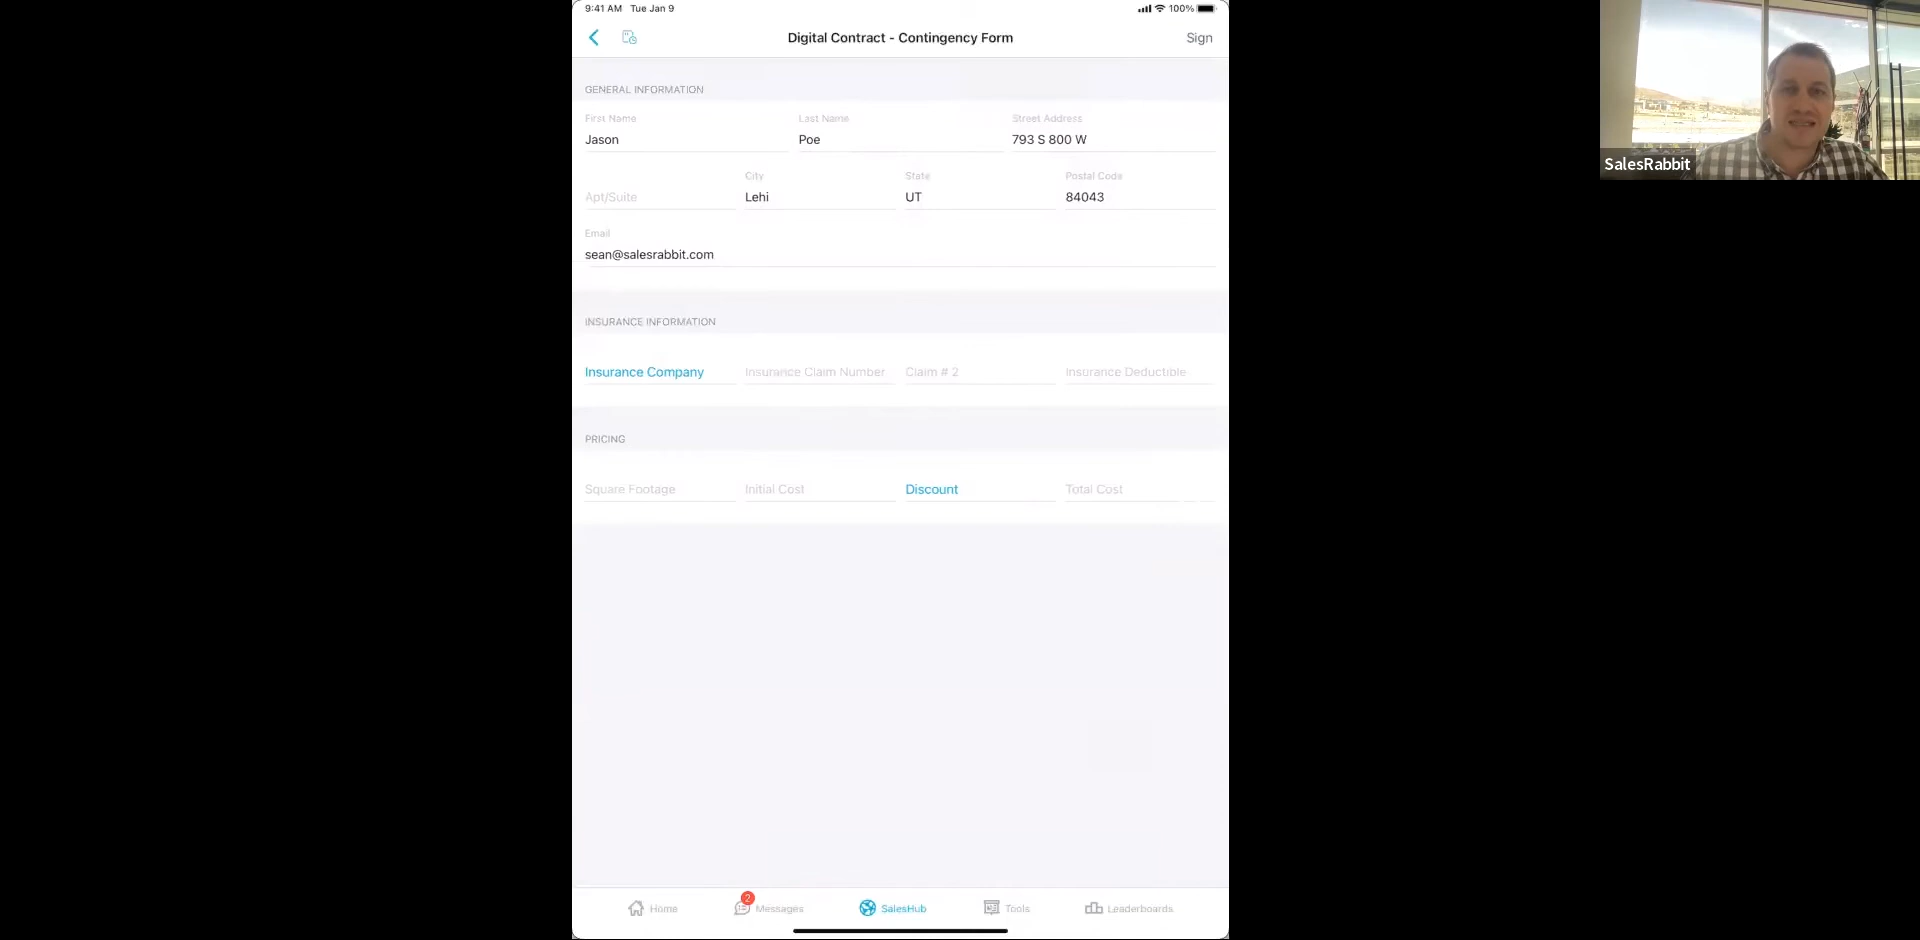 9:41 AM Tue Jan 9 100%
Digital Contract - Contingency Form Sign
GENERAL INFORMATION
First Name Last Name Street Address
Jason Poe 793 S 800 W
City State Postal Code
Apt/Suite Lehi UT 84043
Email
sean@salesrabbit.com
INSURANCE INFORMATION
Insurance Company Insurance Claim Number Claim # 2 Insurance Deductible
PRICING
Square Footage Initial Cost Discount Total Cost
2
Home Messages SalesHub Tools Leaderboards
SalesRabbit